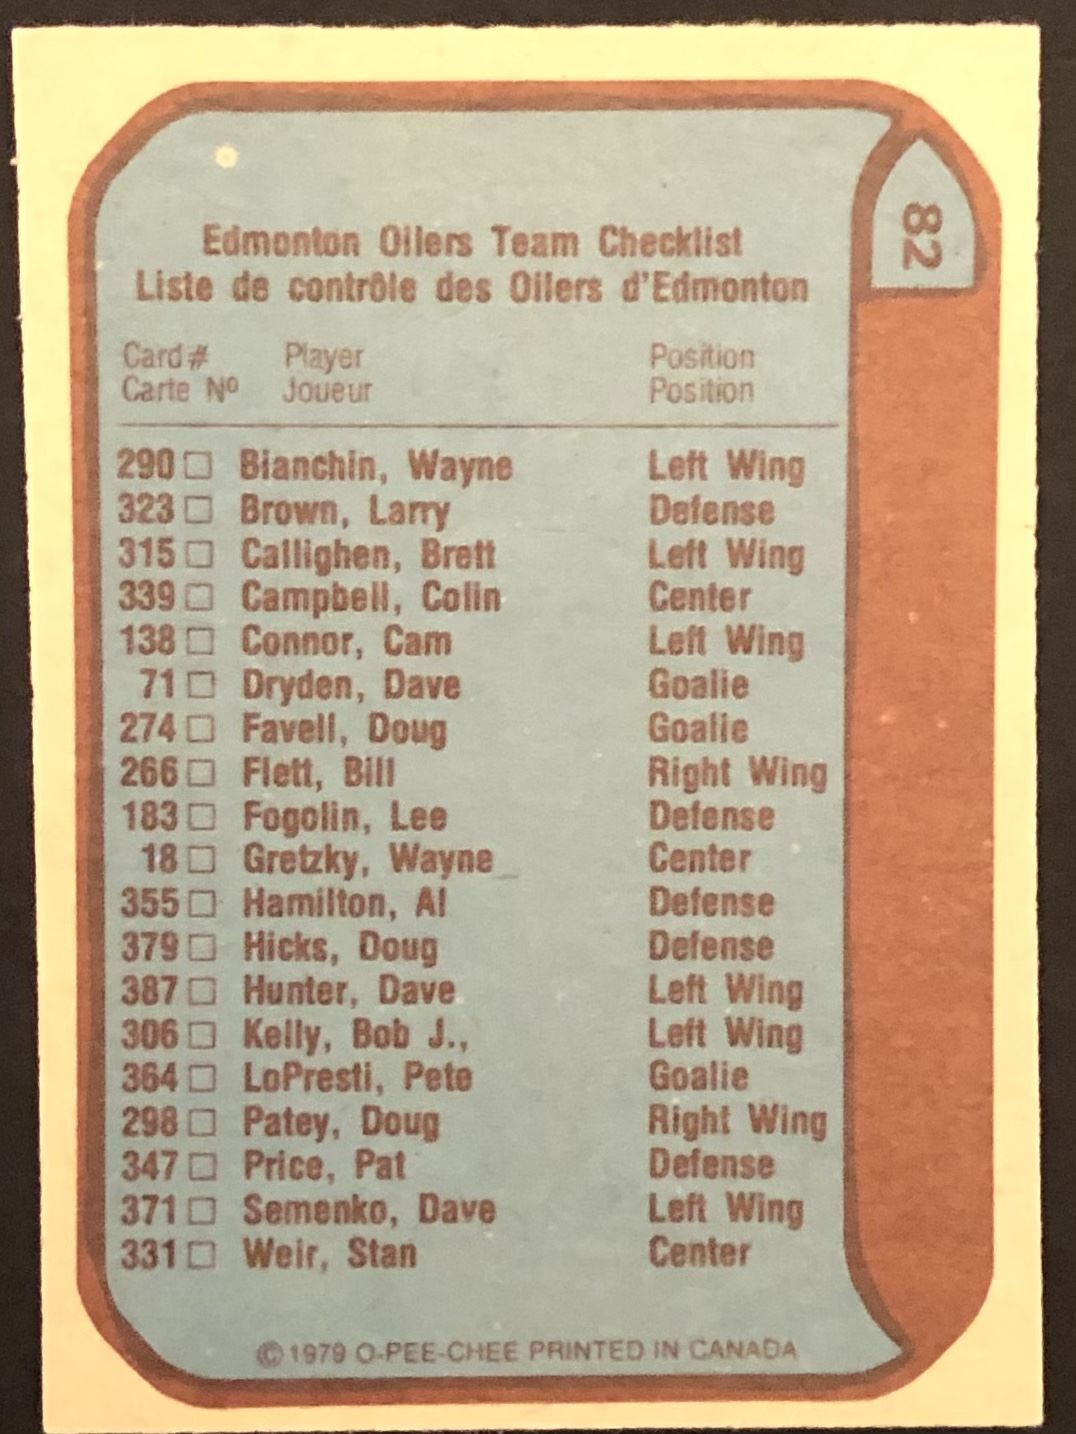 82
Edmonton Oilers Team Checklist
Liste de contrôle des Oilers d'Edmonton
Card# Player Position
Carte Nº Joueur Position
290 □ Bianchin, Wayne Left Wing
323 □ Brown, Larry Defense
315 □ Callighen, Brett Left Wing
339 □ Campbell, Colin Center
138 □ Connor, Cam Left Wing
71 □ Dryden, Dave Goalie
274 □ Favell, Doug Goalie
266 □ Flett, Bill Right Wing
183 □ Fogolin, Lee Defense
18 □ Gretzky, Wayne Center
355 □ Hamilton, Al Defense
379 □ Hicks, Doug Defense
387 □ Hunter, Dave Left Wing
306 □ Kelly, Bob J., Left Wing
364 □ LoPresti, Pete Goalie
298 □ Patey, Doug Right Wing
347 □ Price, Pat Defense
371 □ Semenko, Dave Left Wing
331 □ Weir, Stan Center
©1979 O-PEE-CHEE PRINTED IN CANADA